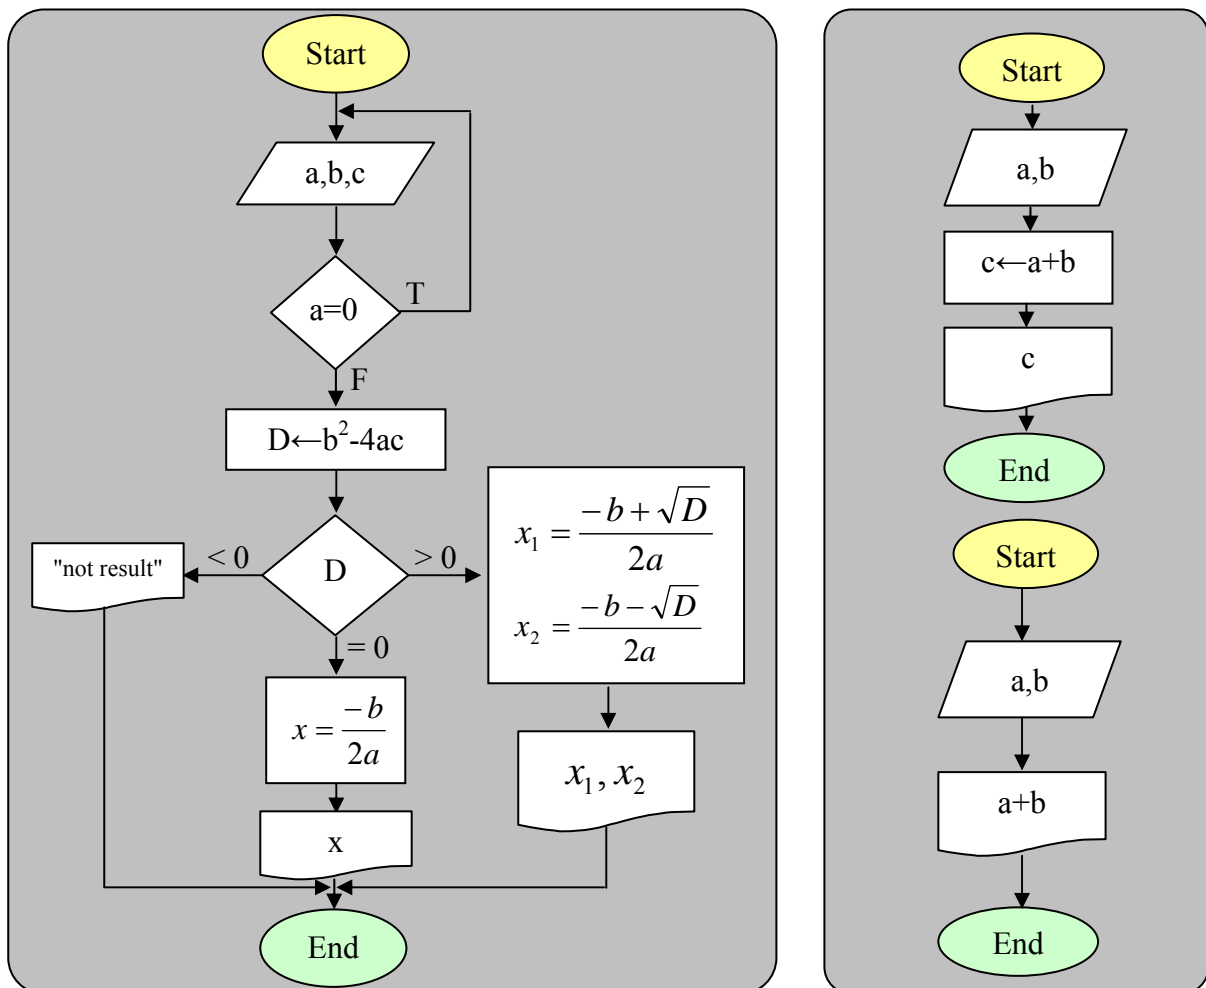 Start
a,b,c
a=0
T
F
D←b²-4ac
D
< 0
> 0
= 0
"not result"
x₁ = (-b + √D)/2a
x₂ = (-b - √D)/2a
x = -b/2a
x₁, x₂
x
End
Start
a,b
c←a+b
c
End
Start
a,b
a+b
End